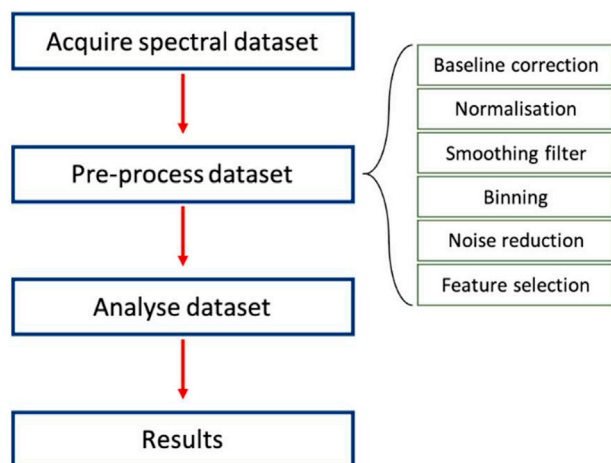 Acquire spectral dataset
Pre-process dataset
Baseline correction
Normalisation
Smoothing filter
Binning
Noise reduction
Feature selection
Analyse dataset
Results